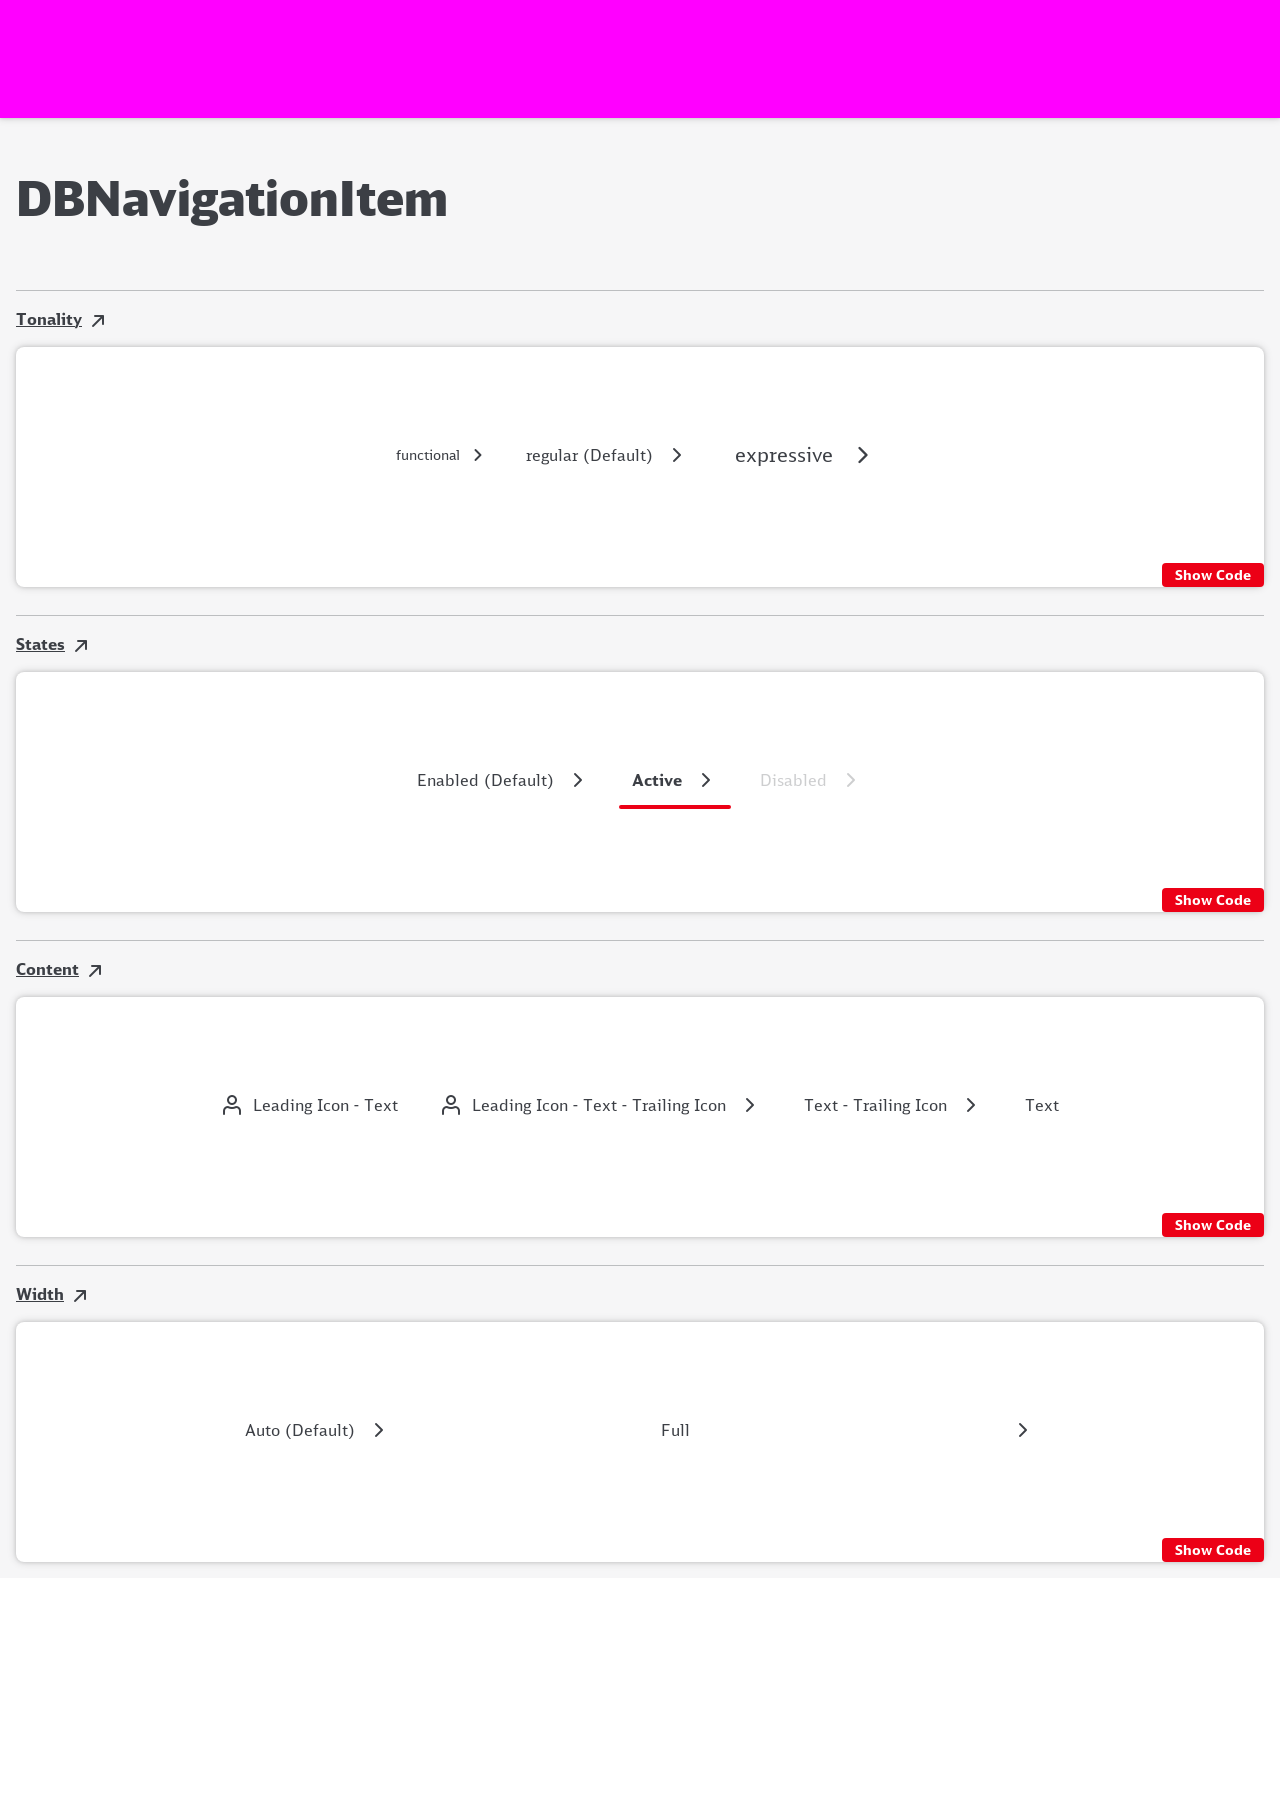 DBNavigationItem
Tonality
functional regular (Default) expressive
Show Code
States
Enabled (Default) Active Disabled
Show Code
Content
Leading Icon - Text Leading Icon - Text - Trailing Icon Text - Trailing Icon Text
Show Code
Width
Auto (Default) Full
Show Code